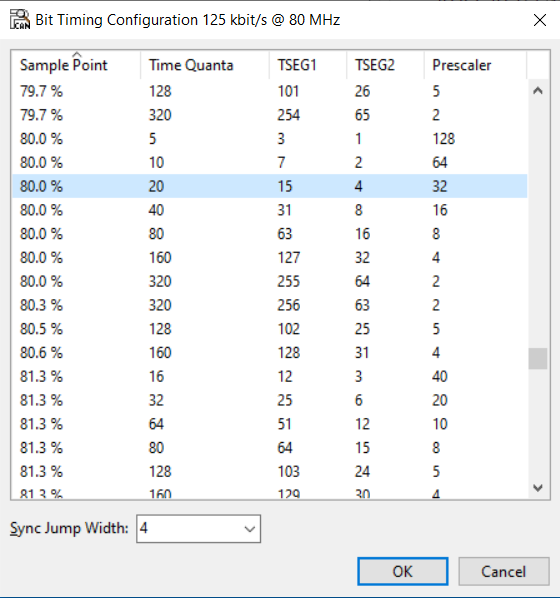 CAN
Bit Timing Configuration 125 kbit/s @ 80 MHz
Sample Point Time Quanta TSEG1 TSEG2 Prescaler
79.7 % 128 101 26 5
79.7 % 320 254 65 2
80.0 % 5 3 1 128
80.0 % 10 7 2 64
80.0 % 20 15 4 32
80.0 % 40 31 8 16
80.0 % 80 63 16 8
80.0 % 160 127 32 4
80.0 % 320 255 64 2
80.3 % 320 256 63 2
80.5 % 128 102 25 5
80.6 % 160 128 31 4
81.3 % 16 12 3 40
81.3 % 32 25 6 20
81.3 % 64 51 12 10
81.3 % 80 64 15 8
81.3 % 128 103 24 5
81.3 % 160 129 30 4
Sync Jump Width: 4
OK Cancel